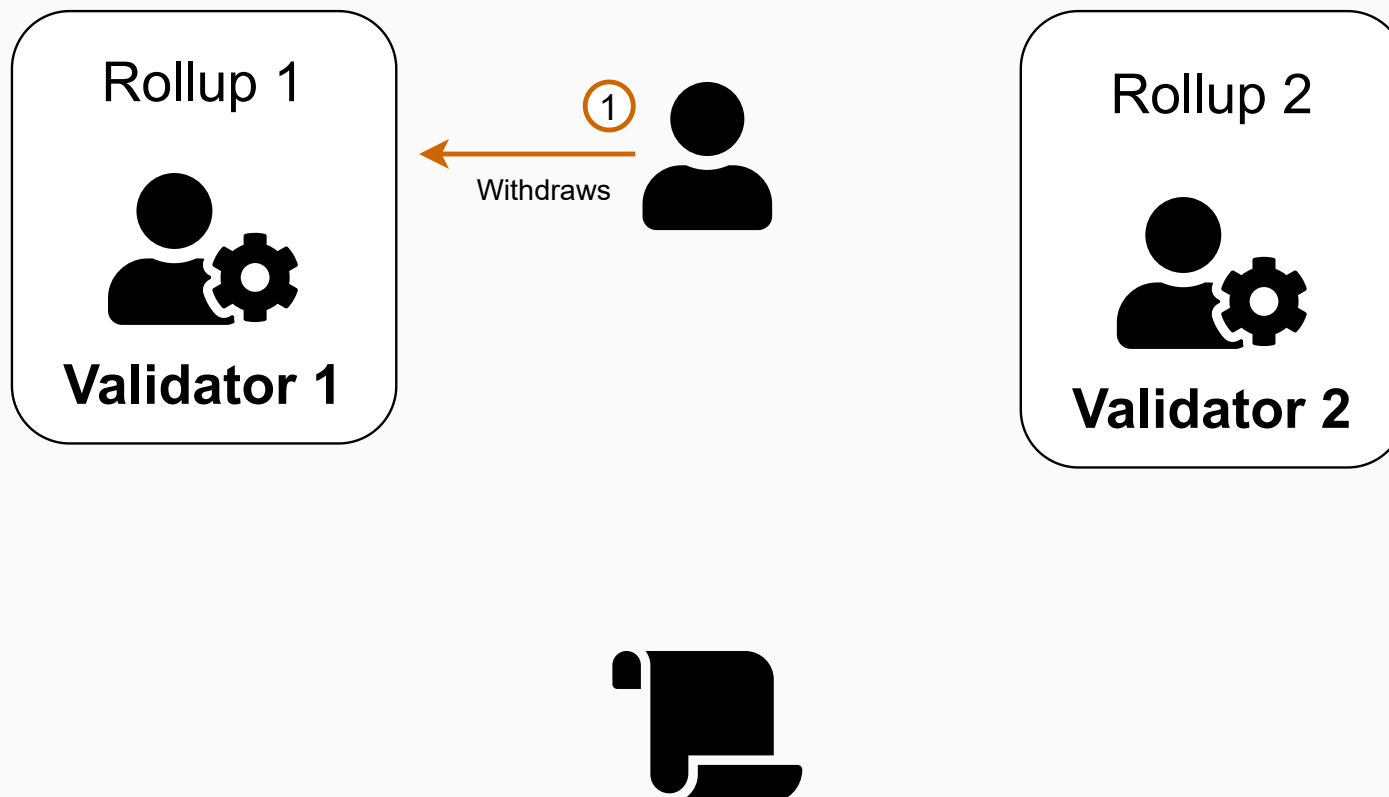 Rollup 1
Validator 1
1
Withdraws
Rollup 2
Validator 2